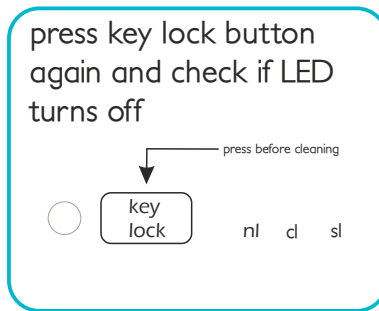 press key lock button
again and check if LED
turns off
press before cleaning
key
lock
nl cl sl